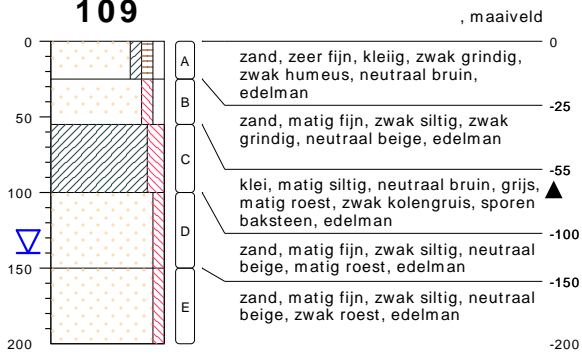 109
, maaiveld
0
50
100
150
200
A
B
C
D
E
zand, zeer fijn, kleiig, zwak grindig,
zwak humeus, neutraal bruin,
edelman
zand, matig fijn, zwak siltig, zwak
grindig, neutraal beige, edelman
klei, matig siltig, neutraal bruin, grijs,
matig roest, zwak kolengruis, sporen
baksteen, edelman
zand, matig fijn, zwak siltig, neutraal
beige, matig roest, edelman
zand, matig fijn, zwak siltig, neutraal
beige, zwak roest, edelman
0
-25
-55
-100
-150
-200